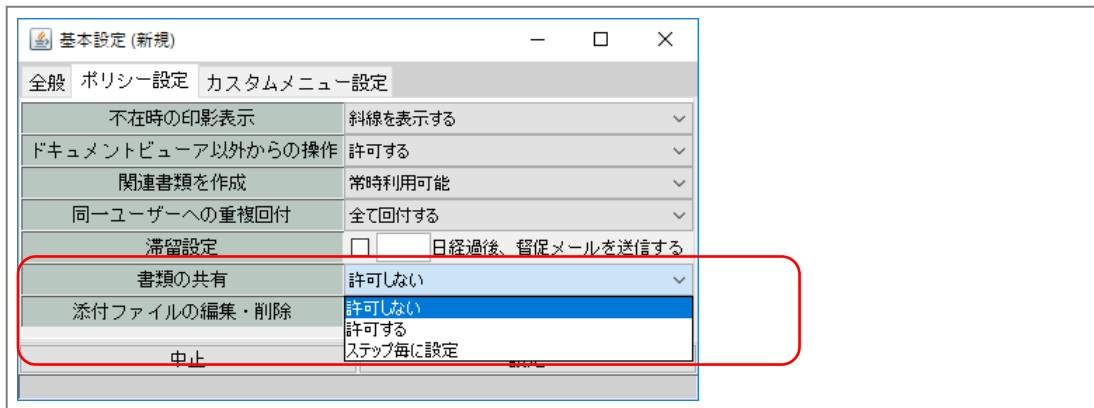 基本設定 (新規)
全般 ポリシー設定 カスタムメニュー設定
不在時の印影表示 斜線を表示する
ドキュメントビューア以外からの操作 許可する
関連書類を作成 常時利用可能
同一ユーザーへの重複回付 全て回付する
滞留設定 日経過後、督促メールを送信する
書類の共有 許可しない
添付ファイルの編集・削除 許可しない
許可する
ステップ毎に設定
中止